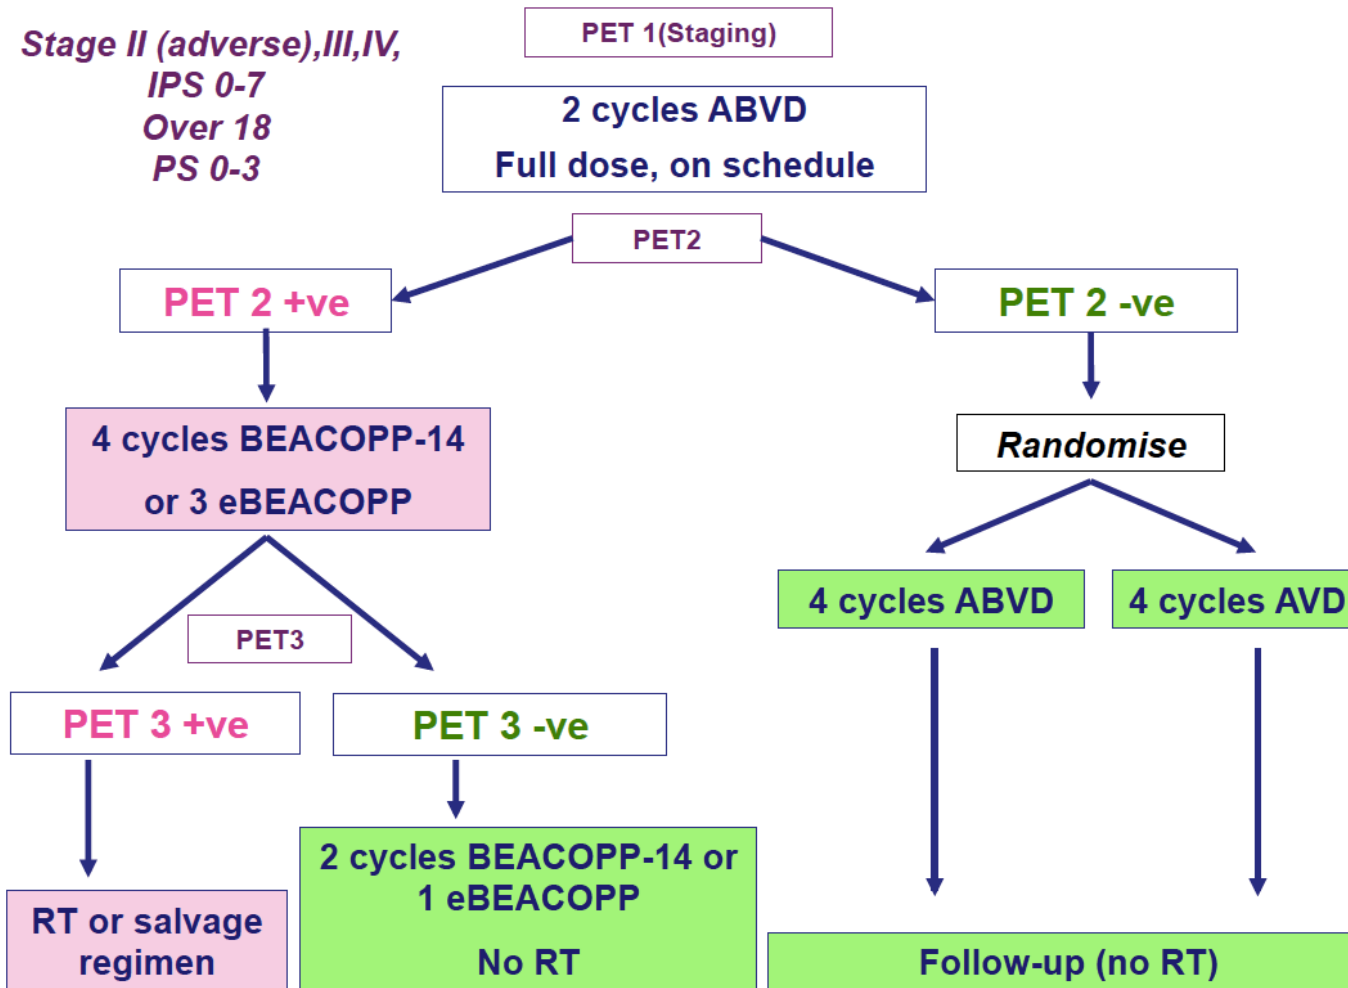 Stage II (adverse),III,IV,
IPS 0-7
Over 18
PS 0-3
PET 1(Staging)
2 cycles ABVD
Full dose, on schedule
PET2
PET 2 +ve
PET 2 -ve
4 cycles BEACOPP-14
or 3 eBEACOPP
Randomise
4 cycles ABVD
4 cycles AVD
PET3
PET 3 +ve
PET 3 -ve
RT or salvage
regimen
2 cycles BEACOPP-14 or
1 eBEACOPP
No RT
Follow-up (no RT)